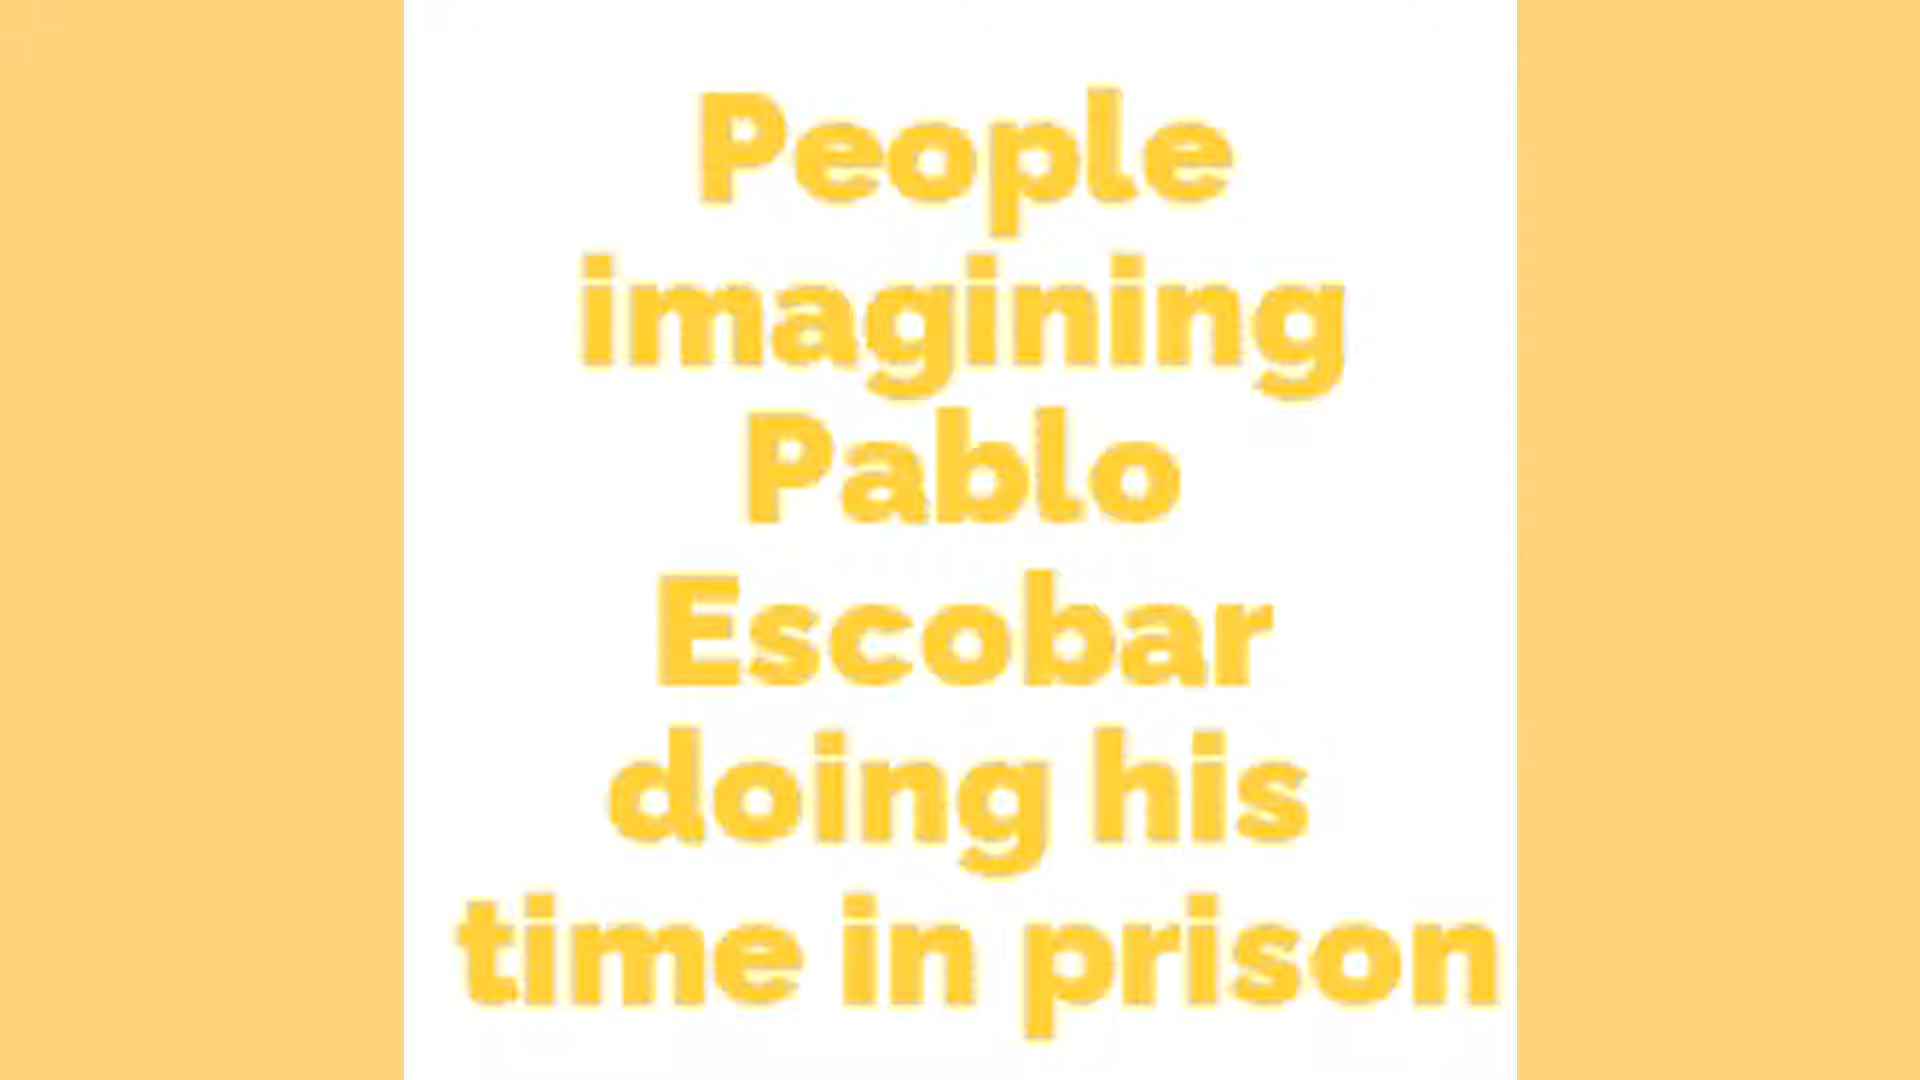 People
imagining
Pablo
Escobar
doing his
time in prison